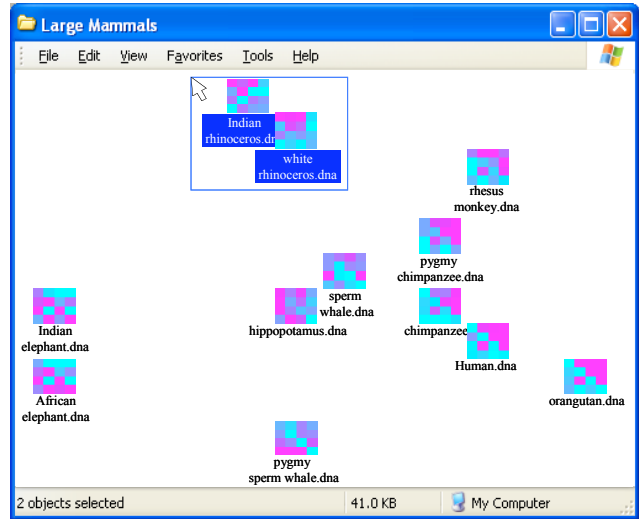 Large Mammals
File Edit View Favorites Tools Help
Indian
rhinoceros.dr
white
rhinoceros.dna
rhesus
monkey.dna
pygmy
chimpanzee.dna
sperm
whale.dna
Indian
elephant.dna
hippopotamus.dna
chimpanzee
Human.dna
African
elephant.dna
orangutan.dna
pygmy
sperm whale.dna
2 objects selected 41.0 KB My Computer